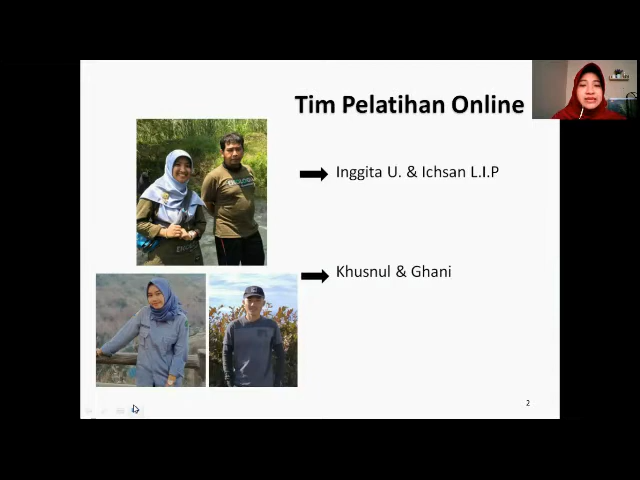 Tim Pelatihan Online
Inggita U. & Ichsan L.I.P
Khusnul & Ghani
2